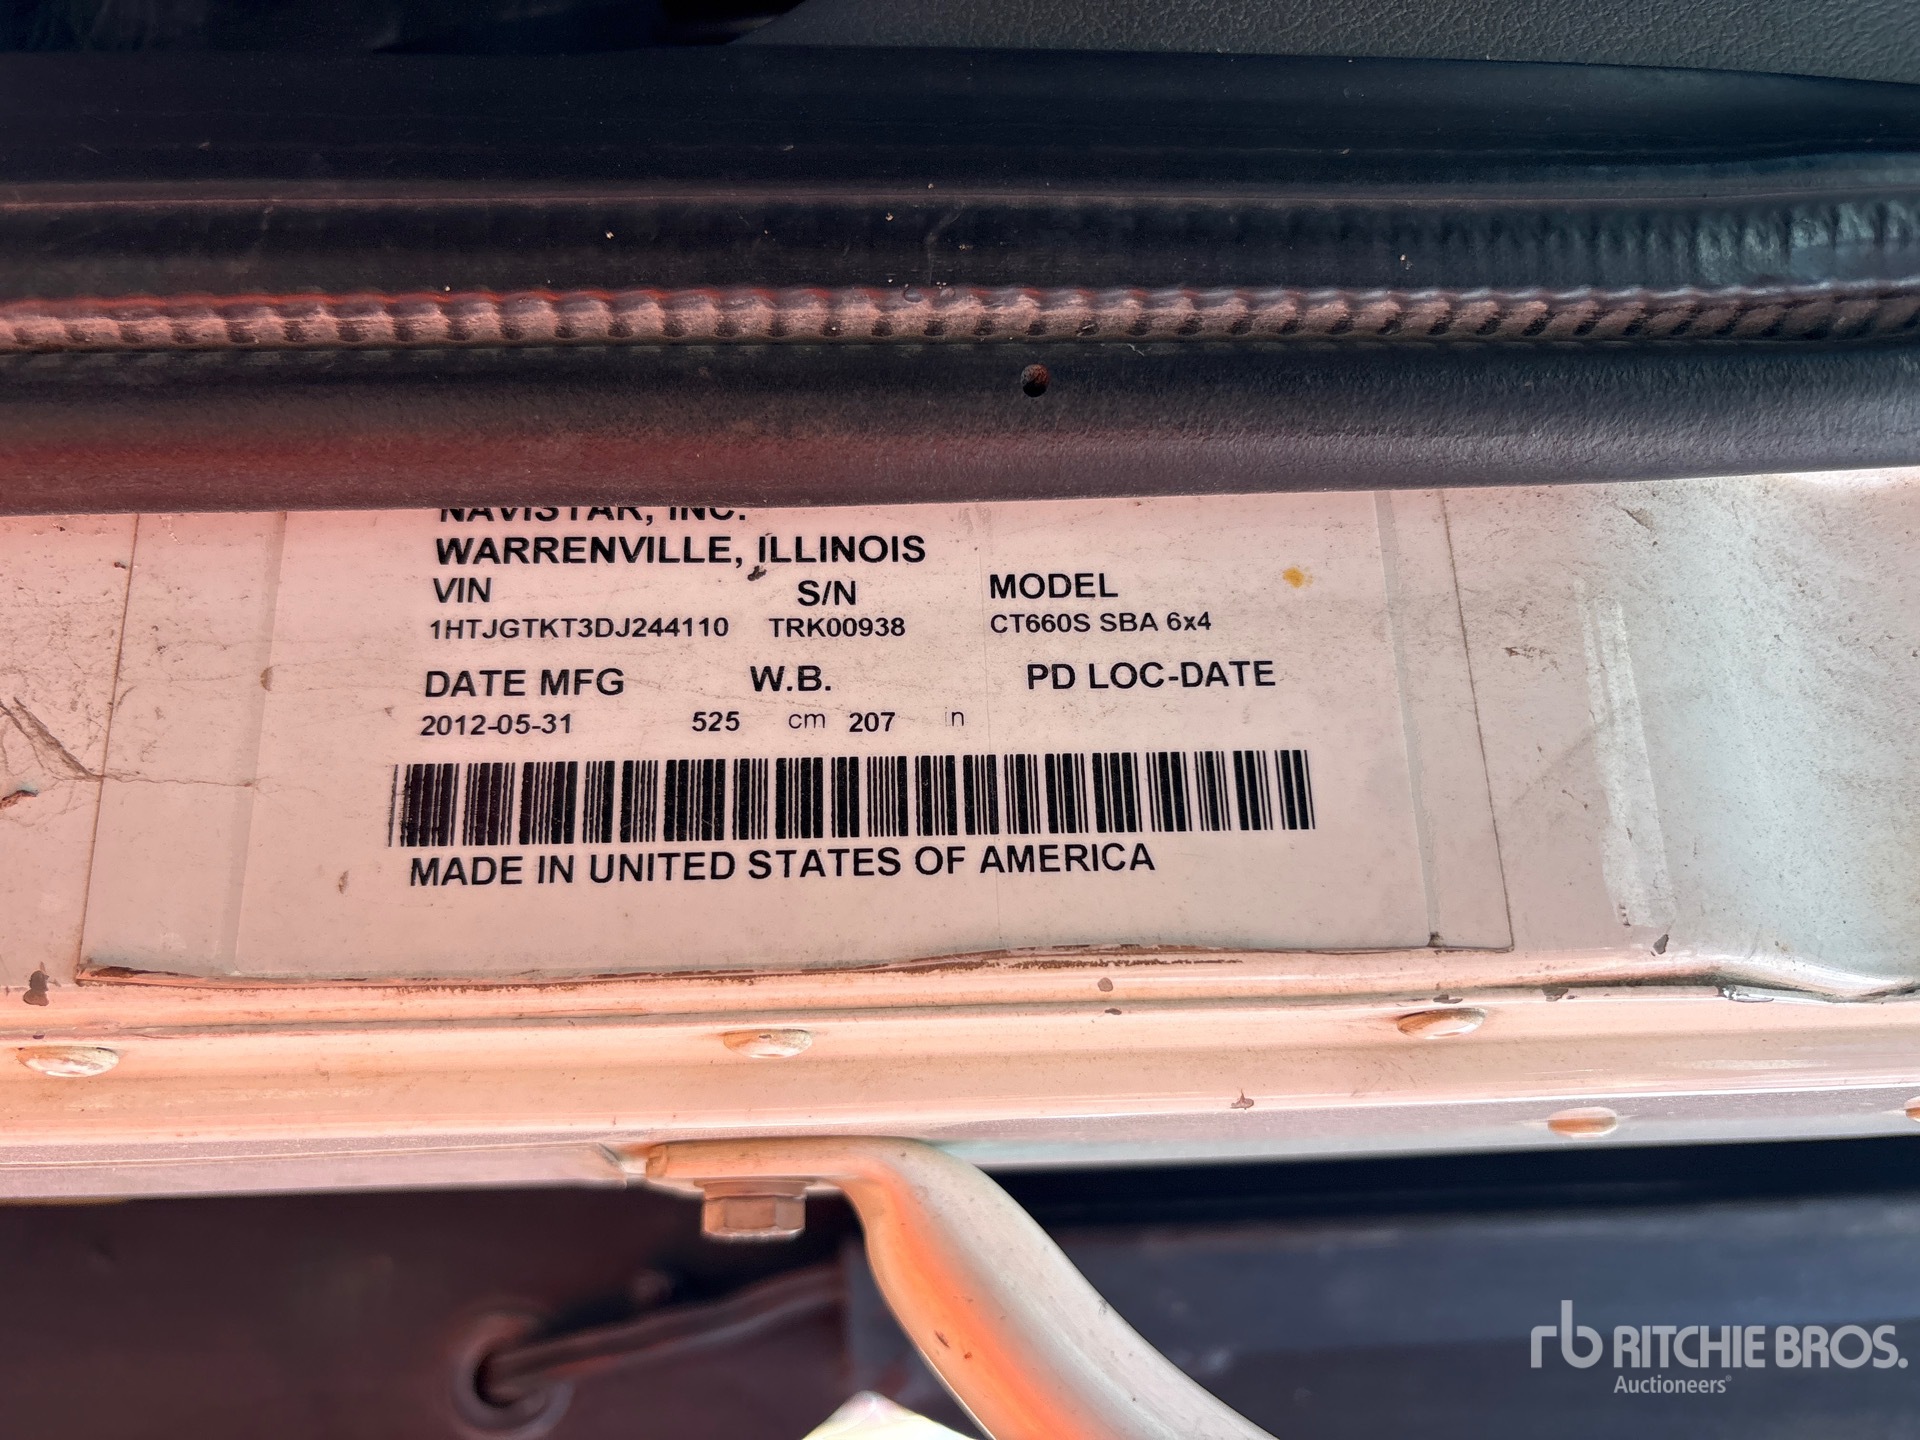 NAVISTAR, INC.
WARRENVILLE, ILLINOIS
VIN S/N MODEL
1HTJGTKT3DJ244110 TRK00938 CT660S SBA 6x4
DATE MFG W.B. PD LOC-DATE
2012-05-31 525 cm 207 in
MADE IN UNITED STATES OF AMERICA
rb RITCHIE BROS.
Auctioneers®